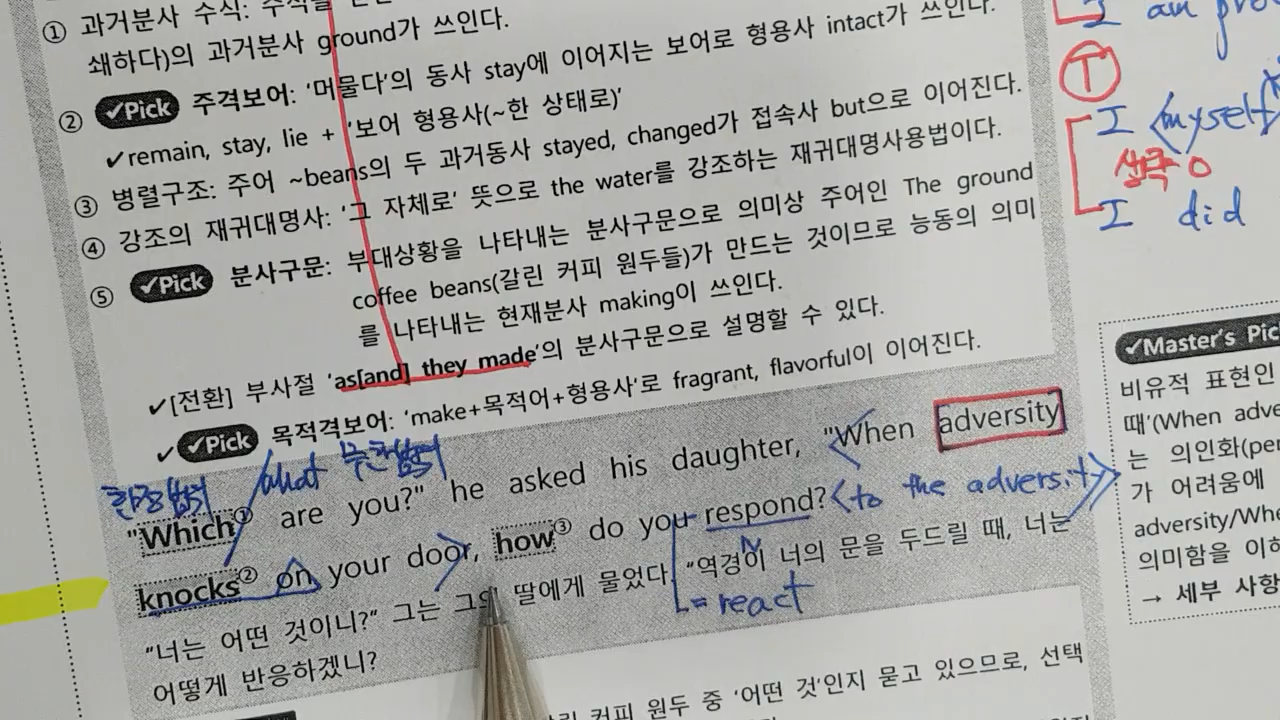 ① 과거분사 수식: 수식을
쇄하다)의 과거분사 ground가 쓰인다.
② ✔Pick 주격보어: '머물다'의 동사 stay에 이어지는 보어로 형용사 intact가 쓰인다.
✔remain, stay, lie + '보어 형용사(~한 상태로)'
③ 병렬구조: 주어 ~beans의 두 과거동사 stayed, changed가 접속사 but으로 이어진다.
④ 강조의 재귀대명사: '그 자체로' 뜻으로 the water를 강조하는 재귀대명사용법이다.
⑤ ✔Pick 분사구문: 부대상황을 나타내는 분사구문으로 의미상 주어인 The ground
coffee beans(갈린 커피 원두들)가 만드는 것이므로 능동의 의미
를 나타내는 현재분사 making이 쓰인다.
✔[전환] 부사절 'as[and] they made'의 분사구문으로 설명할 수 있다.
✔ ✔Pick 목적격보어: 'make+목적어+형용사'로 fragrant, flavorful이 이어진다.
한정범위 what 무한범위
"Which① are you?" he asked his daughter, "When adversity
knocks② on your door, how③ do you respond? <to the adversity>
"너는 어떤 것이니?" 그는 그의 딸에게 물었다. "역경이 너의 문을 두드릴 때, 너는
= react
어떻게 반응하겠니?
갈린 커피 원두 중 '어떤 것'인지 묻고 있으므로, 선택
I am
T
I <myself
생략 O
I did
✔Master's Pic
비유적 표현인
때'(When adve
는 의인화(per
가 어려움에
adversity/Whe
의미함을 이하
→ 세부 사항